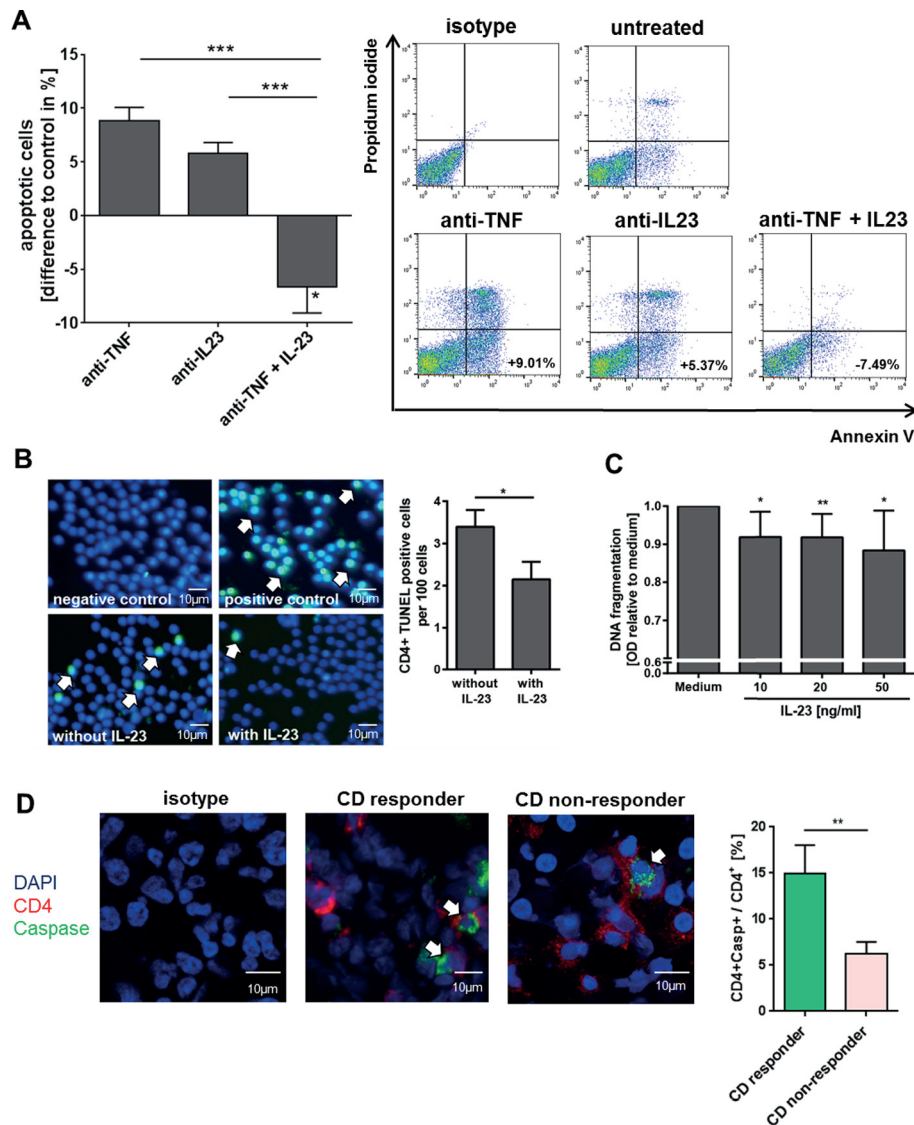 A
apoptotic cells
[difference to control in %]
15
10
5
0
-5
-10
***
***
*
anti-TNF
anti-IL23
anti-TNF + IL-23
isotype
untreated
Propidum iodide
anti-TNF
anti-IL23
anti-TNF + IL23
+9.01%
+5.37%
-7.49%
Annexin V
B
negative control
10µm
positive control
10µm
without IL-23
10µm
with IL-23
10µm
CD4+ TUNEL positive cells
per 100 cells
4
3
2
1
0
*
without
IL-23
with
IL-23
C
DNA fragmentation
[OD relative to medium]
1.0
0.9
0.8
0.6
0.0
*
**
*
Medium
10
20
50
IL-23 [ng/ml]
D
isotype
CD responder
CD non-responder
DAPI
CD4
Caspase
10µm
10µm
10µm
CD4+Casp+ / CD4+ [%]
20
15
10
5
0
**
CD responder
CD non-responder